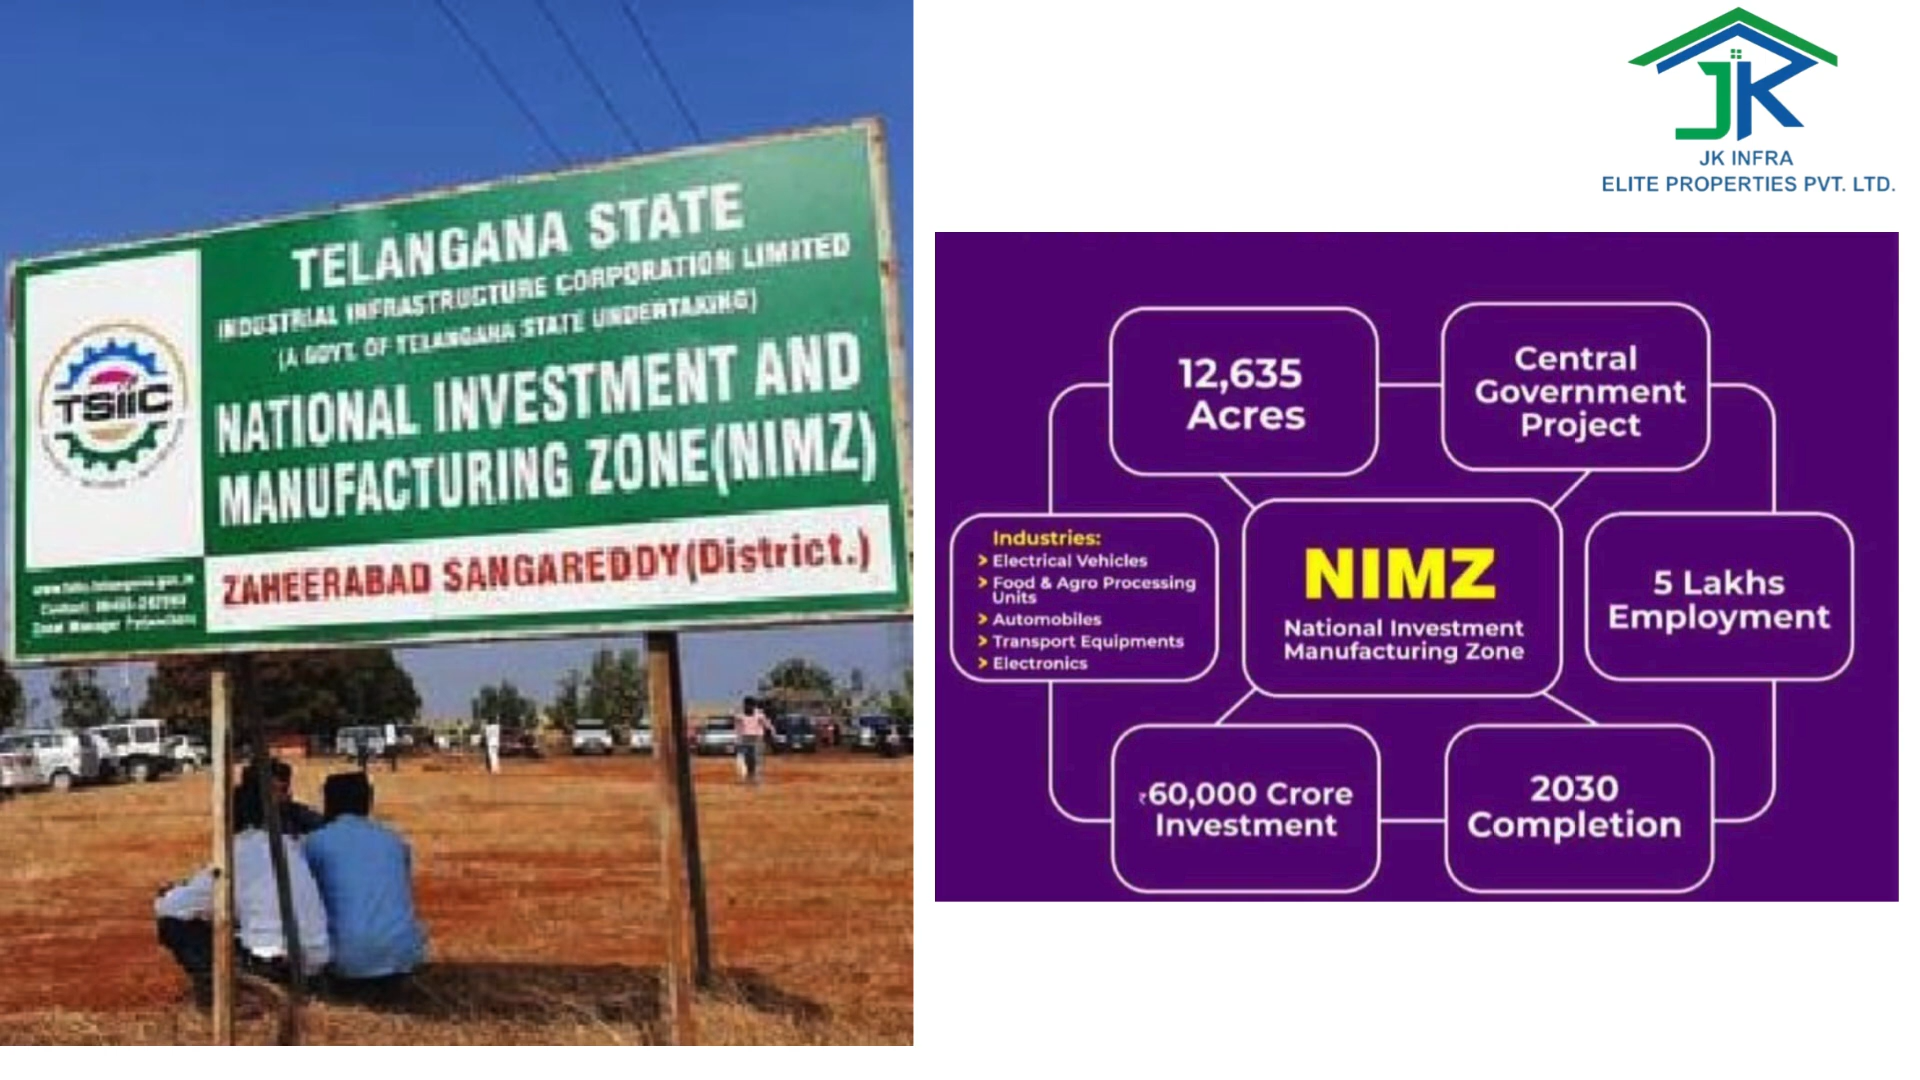 TELANGANA STATE
INDUSTRIAL INFRASTRUCTURE CORPORATION LIMITED
(A GOVT. OF TELANGANA STATE UNDERTAKING)
NATIONAL INVESTMENT AND
MANUFACTURING ZONE(NIMZ)
ZAHEERABAD SANGAREDDY(District.)
TSIIC
JK
JK INFRA
ELITE PROPERTIES PVT. LTD.
12,635
Acres
Central
Government
Project
Industries:
> Electrical Vehicles
> Food & Agro Processing
Units
> Automobiles
> Transport Equipments
> Electronics
NIMZ
National Investment
Manufacturing Zone
5 Lakhs
Employment
₹60,000 Crore
Investment
2030
Completion